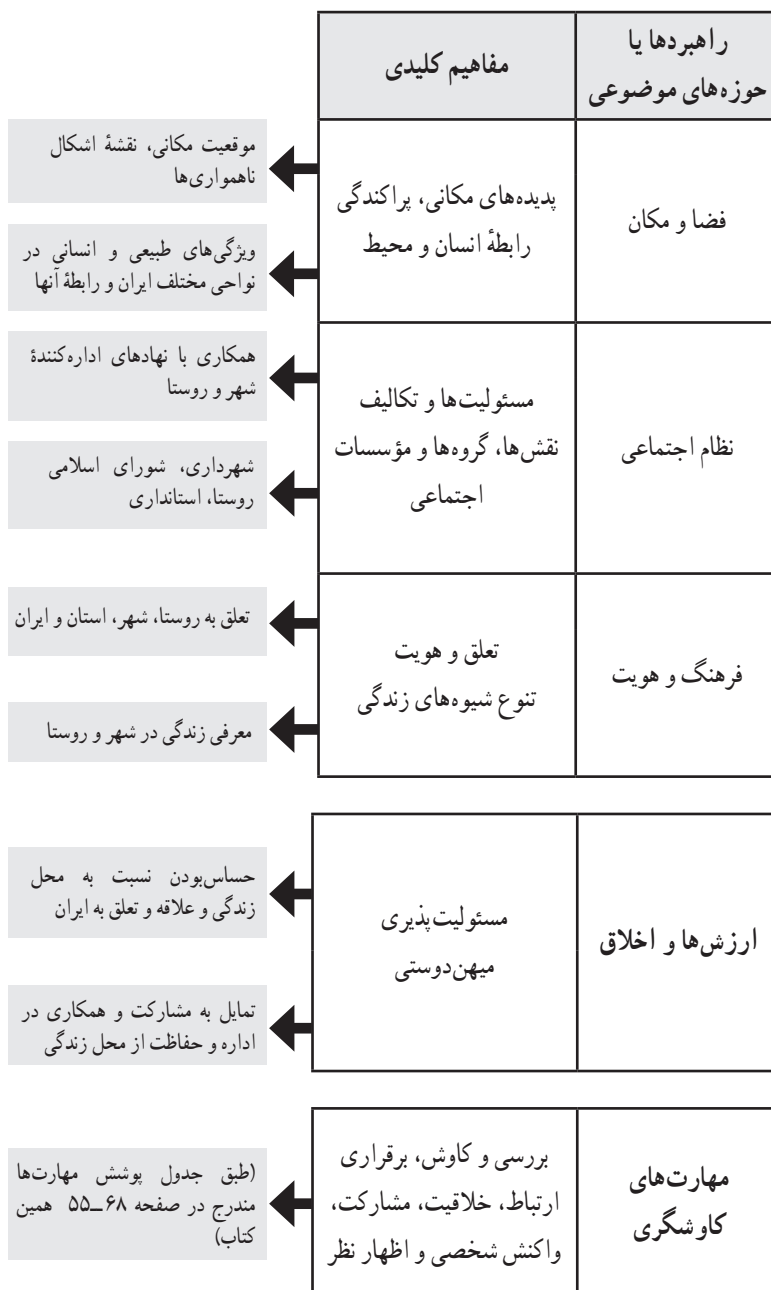 راهبردها یا
حوزه‌های موضوعی
مفاهیم کلیدی
فضا و مکان
پدیده‌های مکانی، پراکندگی
رابطهٔ انسان و محیط
موقعیت مکانی، نقشهٔ اشکال
ناهمواری‌ها
ویژگی‌های طبیعی و انسانی در
نواحی مختلف ایران و رابطهٔ آنها
نظام اجتماعی
مسئولیت‌ها و تکالیف
نقش‌ها، گروه‌ها و مؤسسات
اجتماعی
همکاری با نهادهای اداره‌کنندهٔ
شهر و روستا
شهرداری، شورای اسلامی
روستا، استانداری
فرهنگ و هویت
تعلق و هویت
تنوع شیوه‌های زندگی
تعلق به روستا، شهر، استان و ایران
معرفی زندگی در شهر و روستا
ارزش‌ها و اخلاق
مسئولیت‌پذیری
میهن‌دوستی
حساس‌بودن نسبت به محل
زندگی و علاقه و تعلق به ایران
تمایل به مشارکت و همکاری در
اداره و حفاظت از محل زندگی
مهارت‌های
کاوشگری
بررسی و کاوش، برقراری
ارتباط، خلاقیت، مشارکت،
واکنش شخصی و اظهار نظر
(طبق جدول پوشش مهارت‌ها
مندرج در صفحه ۶۸ــ۵۵ همین
کتاب)